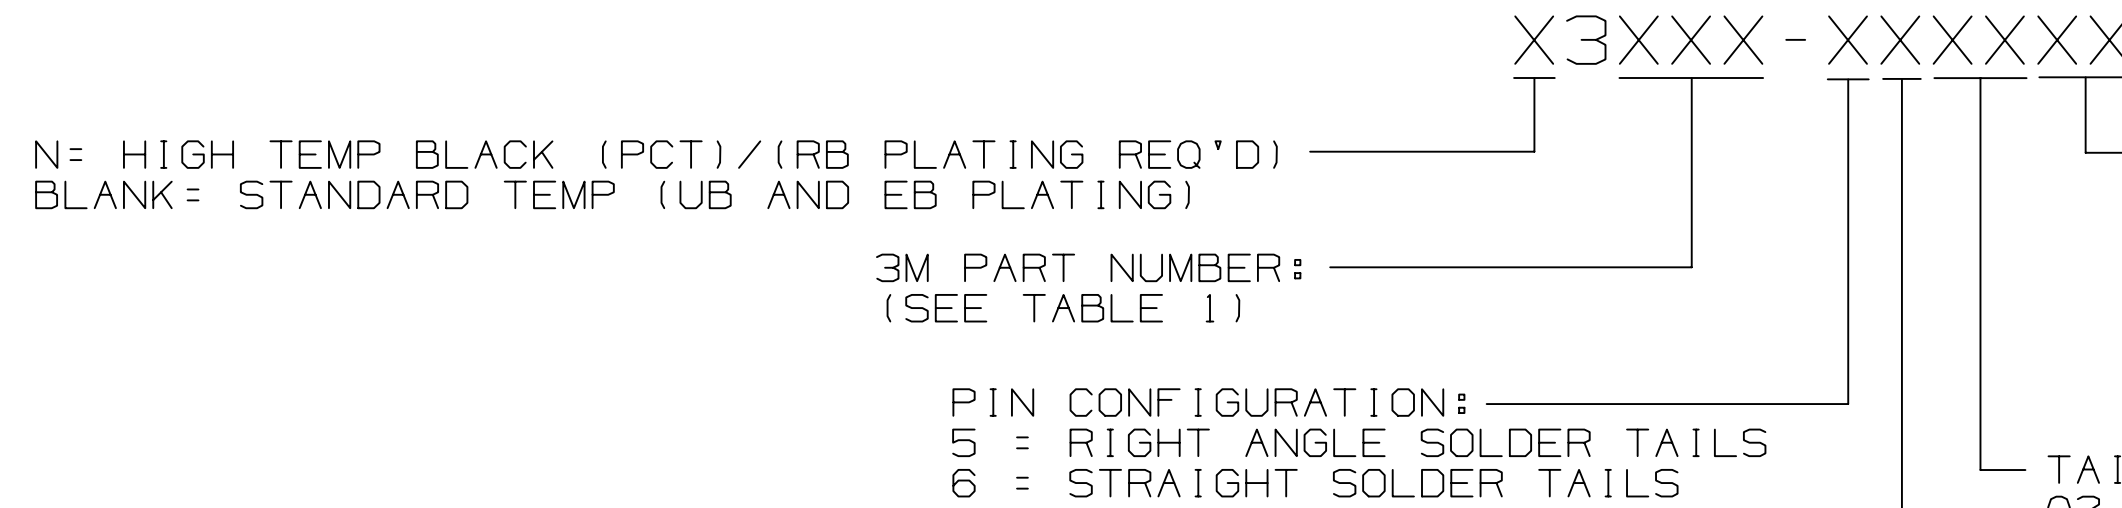 X3XXX-XXXXXX
N= HIGH TEMP BLACK (PCT)/(RB PLATING REQ'D)
BLANK= STANDARD TEMP (UB AND EB PLATING)
3M PART NUMBER:
(SEE TABLE 1)
PIN CONFIGURATION:
5 = RIGHT ANGLE SOLDER TAILS
6 = STRAIGHT SOLDER TAILS